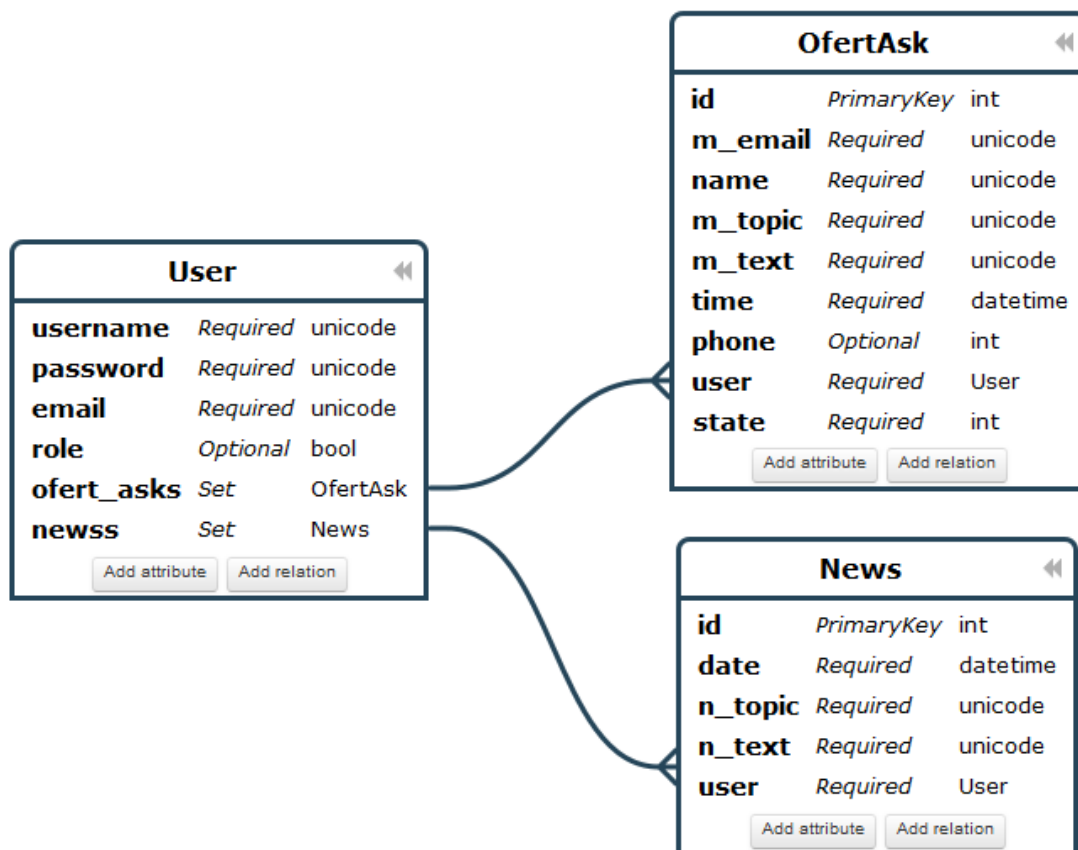 User
username Required unicode
password Required unicode
email Required unicode
role Optional bool
ofert_asks Set OfertAsk
newss Set News
Add attribute Add relation
OfertAsk
id PrimaryKey int
m_email Required unicode
name Required unicode
m_topic Required unicode
m_text Required unicode
time Required datetime
phone Optional int
user Required User
state Required int
Add attribute Add relation
News
id PrimaryKey int
date Required datetime
n_topic Required unicode
n_text Required unicode
user Required User
Add attribute Add relation